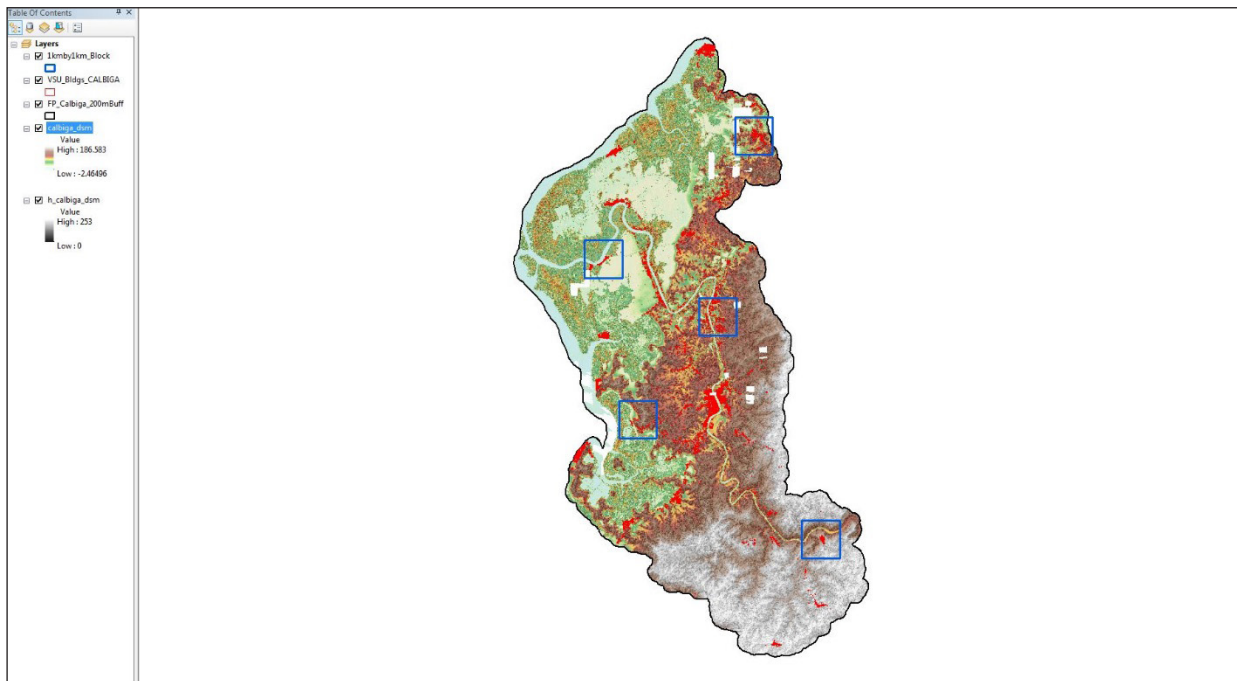 Table Of Contents
Layers
1kmby1km_Block
VSU_Bldgs_CALBIGA
FP_Calbiga_200mBuff
calbiga_dsm
Value
High : 186.583
Low : -2.46496
h_calbiga_dsm
Value
High : 253
Low : 0